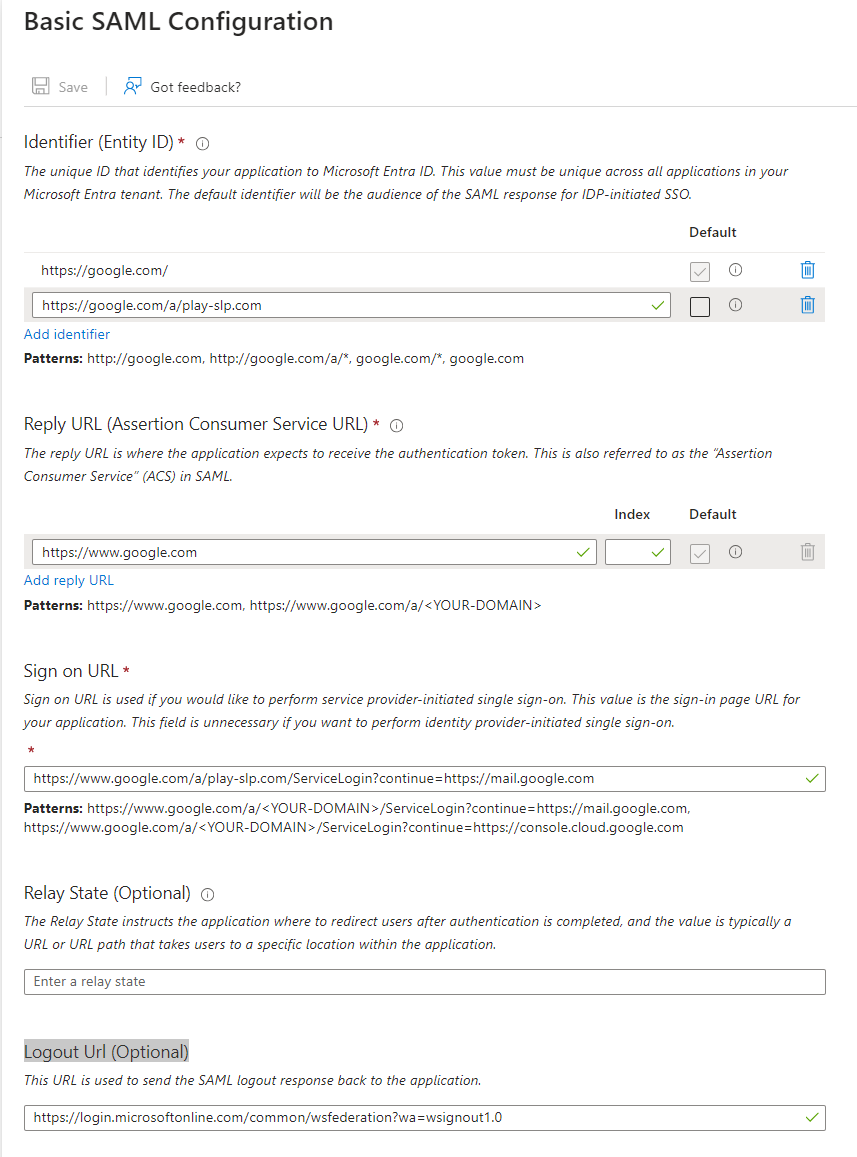 Basic SAML Configuration
Save
Got feedback?
Identifier (Entity ID) *
The unique ID that identifies your application to Microsoft Entra ID. This value must be unique across all applications in your
Microsoft Entra tenant. The default identifier will be the audience of the SAML response for IDP-initiated SSO.
Default
https://google.com/
https://google.com/a/play-slp.com
Add identifier
Patterns: http://google.com, http://google.com/a/*, google.com/*, google.com
Reply URL (Assertion Consumer Service URL) *
The reply URL is where the application expects to receive the authentication token. This is also referred to as the “Assertion
Consumer Service” (ACS) in SAML.
Index Default
https://www.google.com
Add reply URL
Patterns: https://www.google.com, https://www.google.com/a/<YOUR-DOMAIN>
Sign on URL *
Sign on URL is used if you would like to perform service provider-initiated single sign-on. This value is the sign-in page URL for
your application. This field is unnecessary if you want to perform identity provider-initiated single sign-on.
*
https://www.google.com/a/play-slp.com/ServiceLogin?continue=https://mail.google.com
Patterns: https://www.google.com/a/<YOUR-DOMAIN>/ServiceLogin?continue=https://mail.google.com,
https://www.google.com/a/<YOUR-DOMAIN>/ServiceLogin?continue=https://console.cloud.google.com
Relay State (Optional)
The Relay State instructs the application where to redirect users after authentication is completed, and the value is typically a
URL or URL path that takes users to a specific location within the application.
Enter a relay state
Logout Url (Optional)
This URL is used to send the SAML logout response back to the application.
https://login.microsoftonline.com/common/wsfederation?wa=wsignout1.0